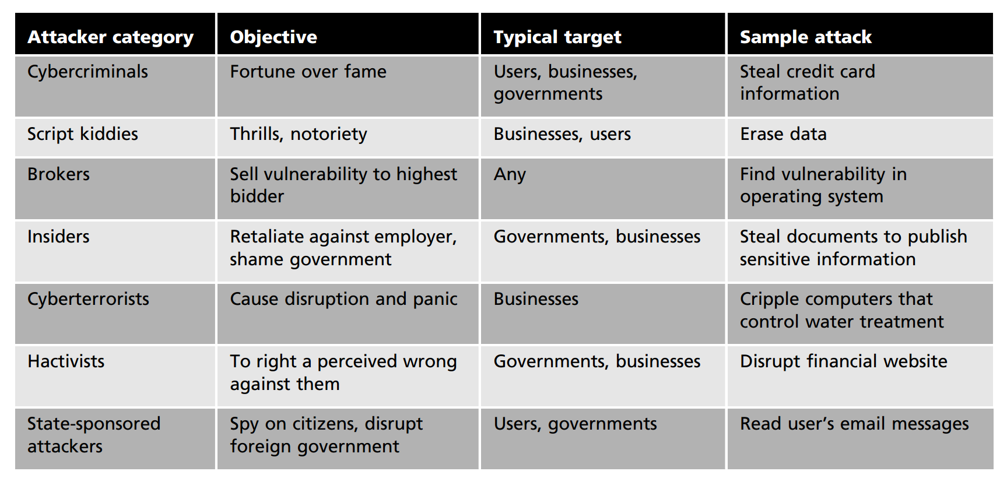 Attacker category Objective Typical target Sample attack
Cybercriminals Fortune over fame Users, businesses, Steal credit card
governments information
Script kiddies Thrills, notoriety Businesses, users Erase data
Brokers Sell vulnerability to highest Any Find vulnerability in
bidder operating system
Insiders Retaliate against employer, Governments, businesses Steal documents to publish
shame government sensitive information
Cyberterrorists Cause disruption and panic Businesses Cripple computers that
control water treatment
Hactivists To right a perceived wrong Governments, businesses Disrupt financial website
against them
State-sponsored Spy on citizens, disrupt Users, governments Read user’s email messages
attackers foreign government